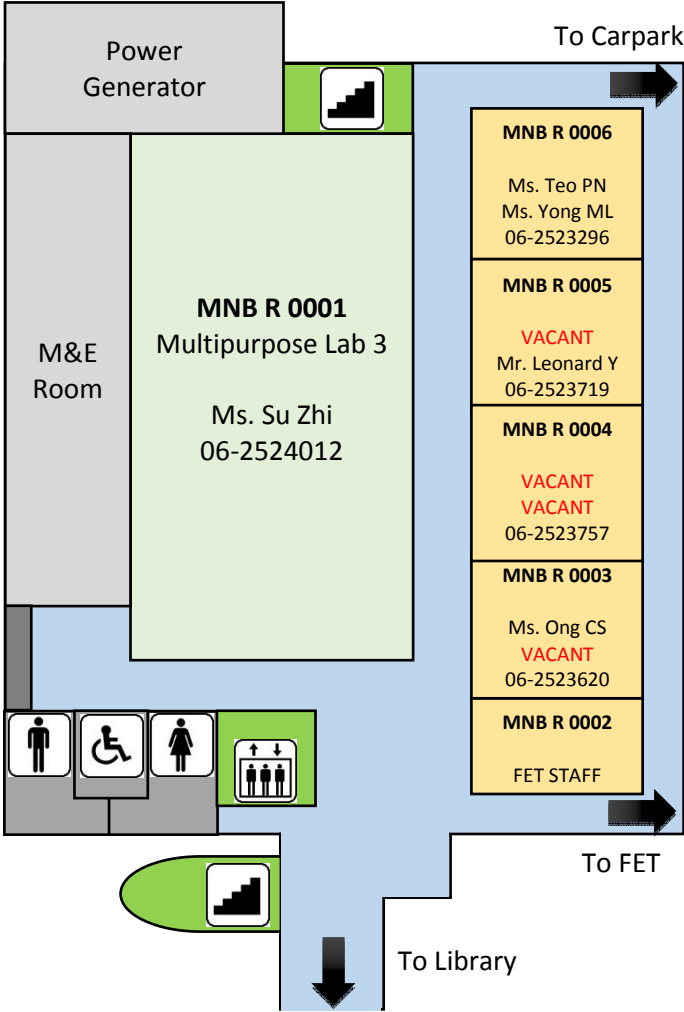 To Carpark
Power
Generator
MNB R 0006
Ms. Teo PN
Ms. Yong ML
06-2523296
MNB R 0005
VACANT
Mr. Leonard Y
06-2523719
MNB R 0001
Multipurpose Lab 3
Ms. Su Zhi
06-2524012
M&E
Room
MNB R 0004
VACANT
VACANT
06-2523757
MNB R 0003
Ms. Ong CS
VACANT
06-2523620
MNB R 0002
FET STAFF
To FET
To Library